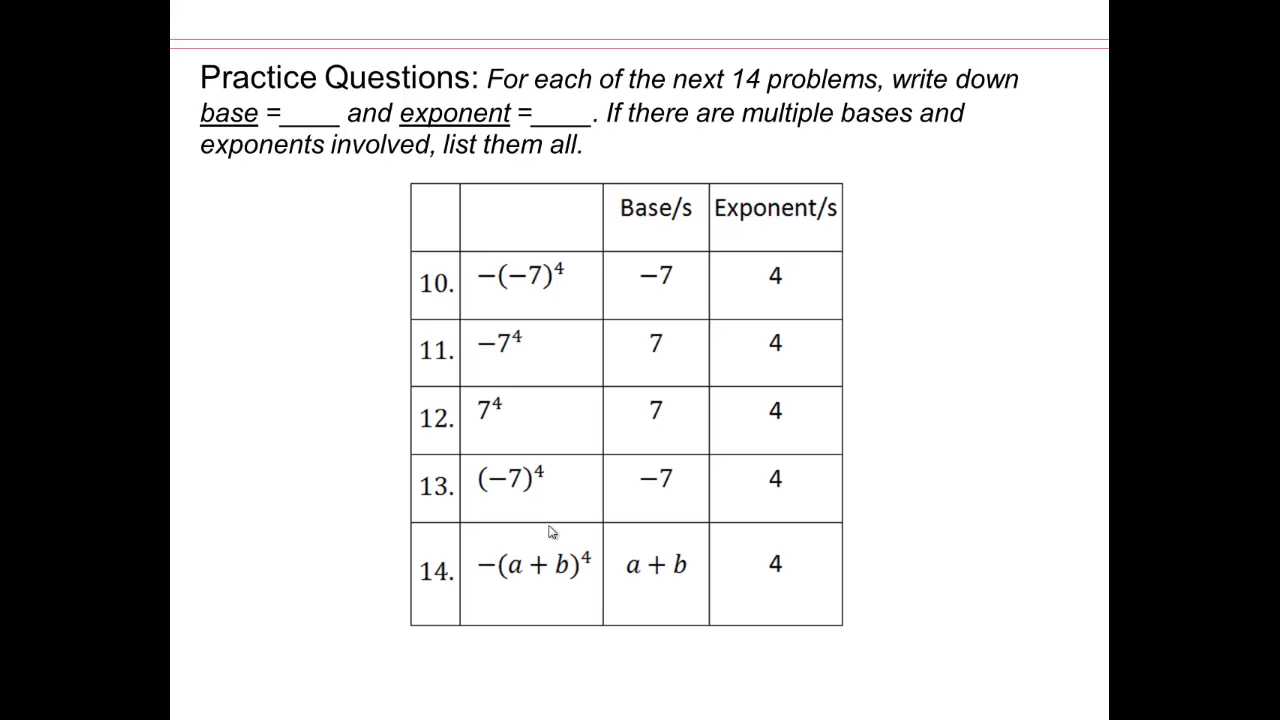 Practice Questions: For each of the next 14 problems, write down
base =____ and exponent =____. If there are multiple bases and
exponents involved, list them all.
Base/s Exponent/s
10. −(−7)⁴ −7 4
11. −7⁴ 7 4
12. 7⁴ 7 4
13. (−7)⁴ −7 4
14. −(a + b)⁴ a + b 4